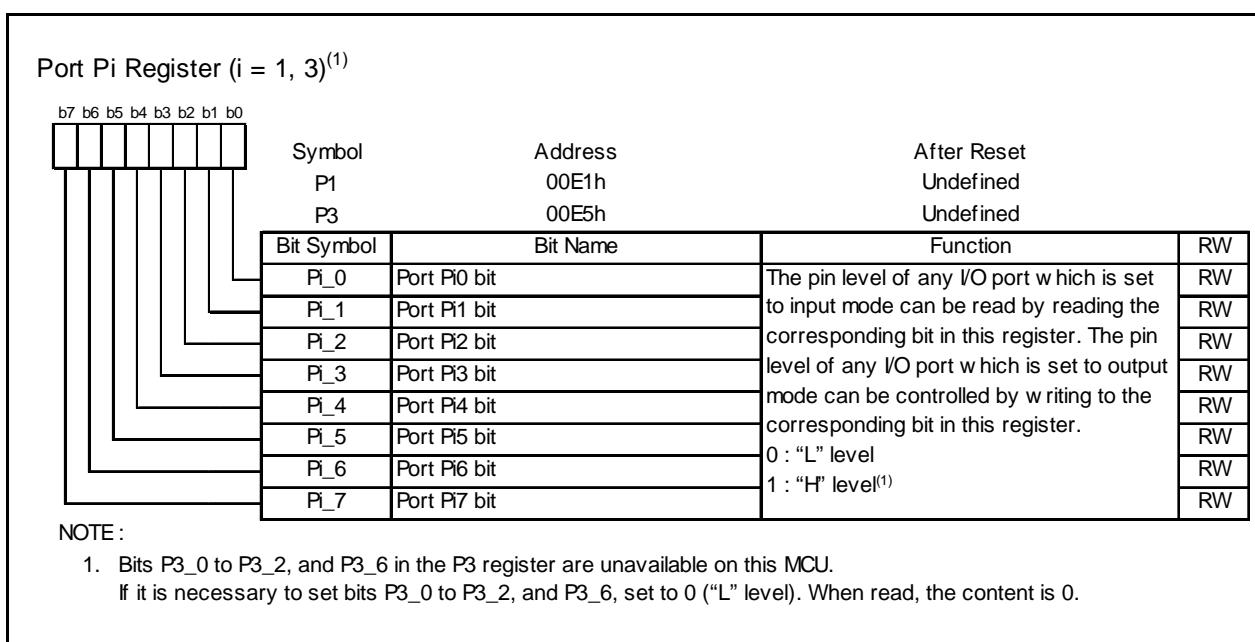 Port Pi Register (i = 1, 3)(1)
b7 b6 b5 b4 b3 b2 b1 b0
Symbol Address After Reset
P1 00E1h Undefined
P3 00E5h Undefined
Bit Symbol Bit Name Function RW
Pi_0 Port Pi0 bit The pin level of any I/O port which is set RW
Pi_1 Port Pi1 bit to input mode can be read by reading the RW
Pi_2 Port Pi2 bit corresponding bit in this register. The pin RW
Pi_3 Port Pi3 bit level of any I/O port which is set to output RW
Pi_4 Port Pi4 bit mode can be controlled by writing to the RW
Pi_5 Port Pi5 bit corresponding bit in this register. RW
Pi_6 Port Pi6 bit 0 : “L” level RW
Pi_7 Port Pi7 bit 1 : “H” level(1) RW
NOTE :
1. Bits P3_0 to P3_2, and P3_6 in the P3 register are unavailable on this MCU.
If it is necessary to set bits P3_0 to P3_2, and P3_6, set to 0 (“L” level). When read, the content is 0.